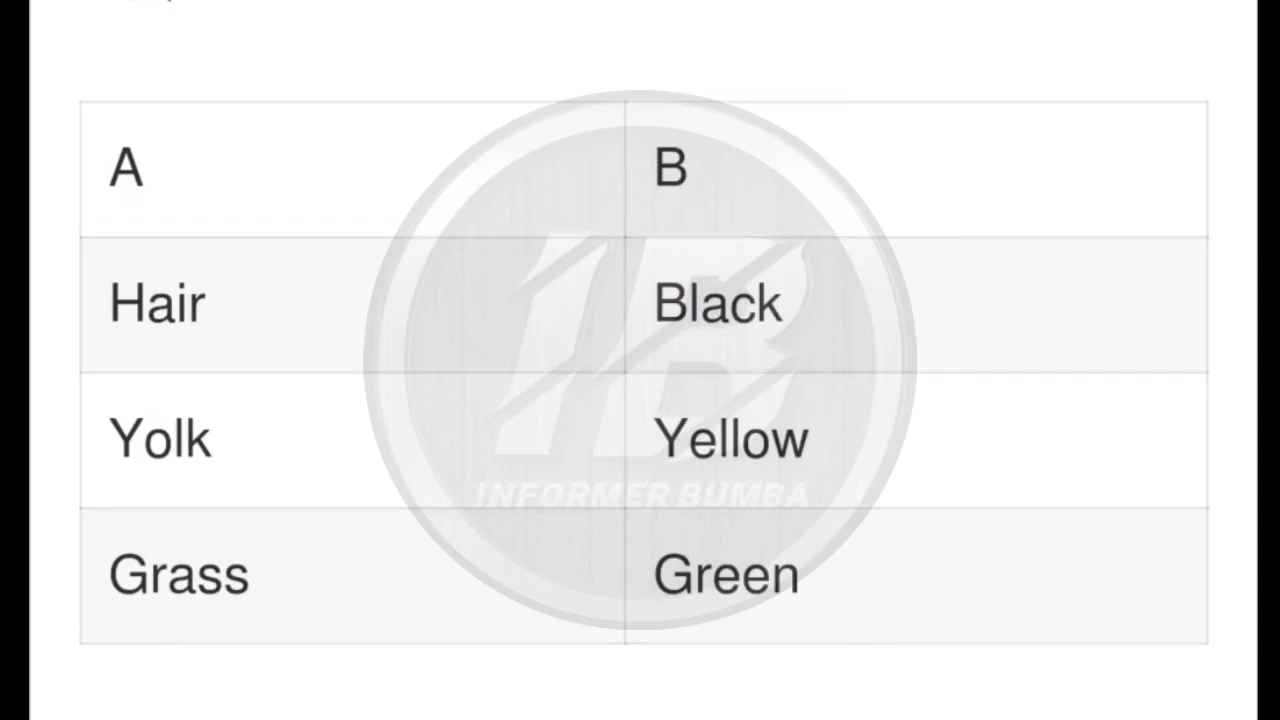 A B
Hair Black
Yolk Yellow
Grass Green
INFORMER BUMBA